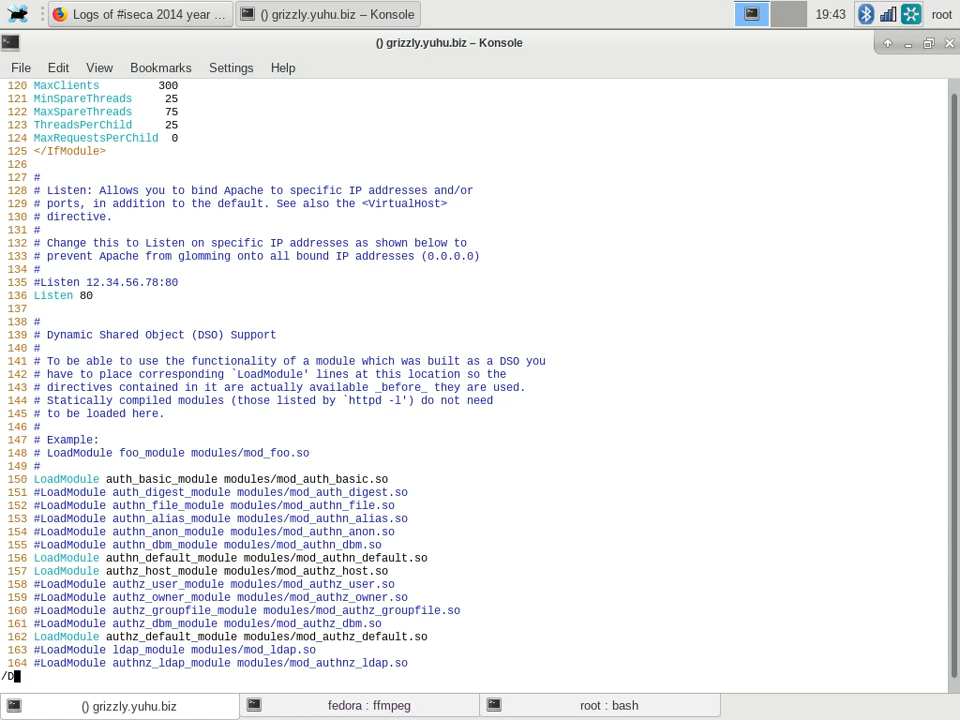 Logs of #iseca 2014 year ...
() grizzly.yuhu.biz – Konsole
19:43
root
() grizzly.yuhu.biz – Konsole
File Edit View Bookmarks Settings Help
120 MaxClients         300
121 MinSpareThreads     25
122 MaxSpareThreads     75
123 ThreadsPerChild     25
124 MaxRequestsPerChild  0
125 </IfModule>
126
127 #
128 # Listen: Allows you to bind Apache to specific IP addresses and/or
129 # ports, in addition to the default. See also the <VirtualHost>
130 # directive.
131 #
132 # Change this to Listen on specific IP addresses as shown below to
133 # prevent Apache from glomming onto all bound IP addresses (0.0.0.0)
134 #
135 #Listen 12.34.56.78:80
136 Listen 80
137
138 #
139 # Dynamic Shared Object (DSO) Support
140 #
141 # To be able to use the functionality of a module which was built as a DSO you
142 # have to place corresponding `LoadModule' lines at this location so the
143 # directives contained in it are actually available _before_ they are used.
144 # Statically compiled modules (those listed by `httpd -l') do not need
145 # to be loaded here.
146 #
147 # Example:
148 # LoadModule foo_module modules/mod_foo.so
149 #
150 LoadModule auth_basic_module modules/mod_auth_basic.so
151 #LoadModule auth_digest_module modules/mod_auth_digest.so
152 #LoadModule authn_file_module modules/mod_authn_file.so
153 #LoadModule authn_alias_module modules/mod_authn_alias.so
154 #LoadModule authn_anon_module modules/mod_authn_anon.so
155 #LoadModule authn_dbm_module modules/mod_authn_dbm.so
156 LoadModule authn_default_module modules/mod_authn_default.so
157 LoadModule authz_host_module modules/mod_authz_host.so
158 #LoadModule authz_user_module modules/mod_authz_user.so
159 #LoadModule authz_owner_module modules/mod_authz_owner.so
160 #LoadModule authz_groupfile_module modules/mod_authz_groupfile.so
161 #LoadModule authz_dbm_module modules/mod_authz_dbm.so
162 LoadModule authz_default_module modules/mod_authz_default.so
163 #LoadModule ldap_module modules/mod_ldap.so
164 #LoadModule authnz_ldap_module modules/mod_authnz_ldap.so
/D
() grizzly.yuhu.biz
fedora : ffmpeg
root : bash